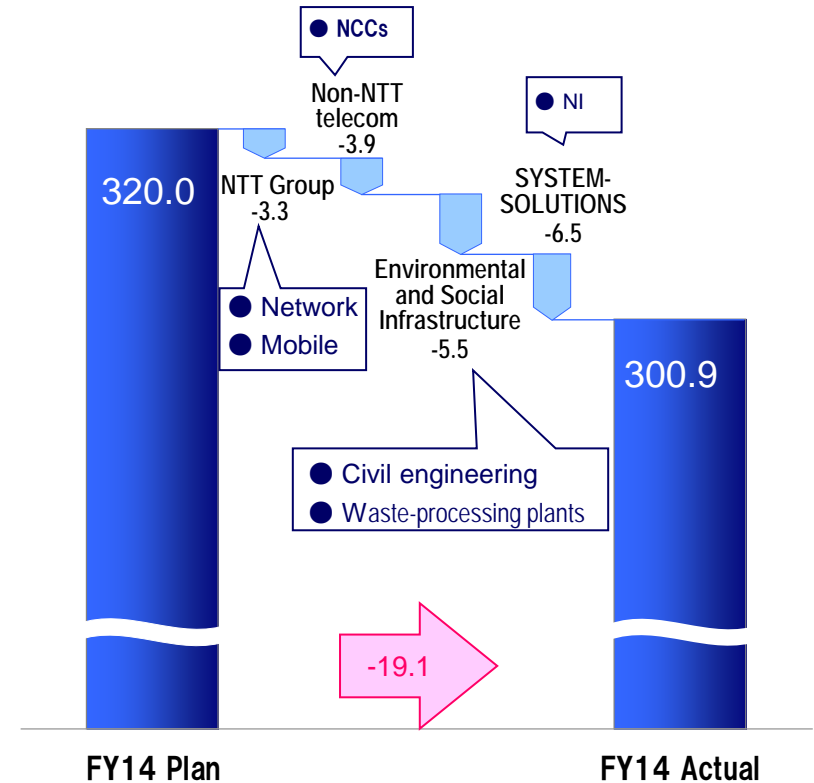 ● NCCs
Non-NTT
telecom
-3.9
● NI
320.0
NTT Group
-3.3
SYSTEM-
SOLUTIONS
-6.5
● Network
● Mobile
Environmental
and Social
Infrastructure
-5.5
300.9
● Civil engineering
● Waste-processing plants
-19.1
FY14 Plan
FY14 Actual